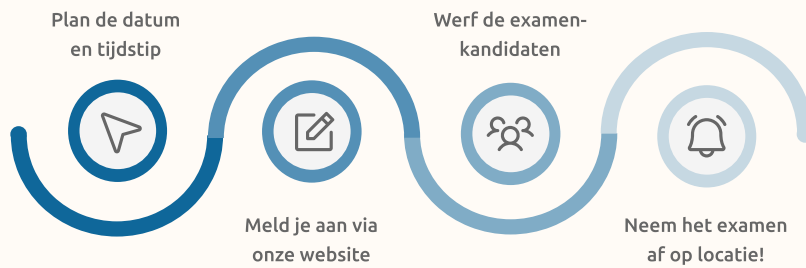 Plan de datum
en tijdstip
Meld je aan via
onze website
Werf de examen-
kandidaten
Neem het examen
af op locatie!